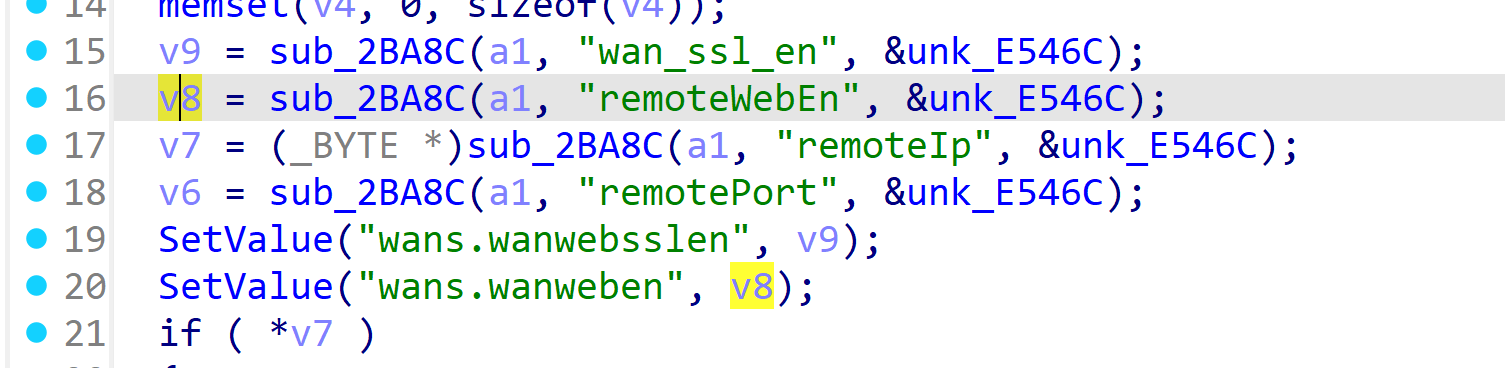 14 memset(v4, 0, sizeof(v4));
15 v9 = sub_2BA8C(a1, "wan_ssl_en", &unk_E546C);
16 v8 = sub_2BA8C(a1, "remoteWebEn", &unk_E546C);
17 v7 = (_BYTE *)sub_2BA8C(a1, "remoteIp", &unk_E546C);
18 v6 = sub_2BA8C(a1, "remotePort", &unk_E546C);
19 SetValue("wans.wanwebsslen", v9);
20 SetValue("wans.wanweben", v8);
21 if ( *v7 )